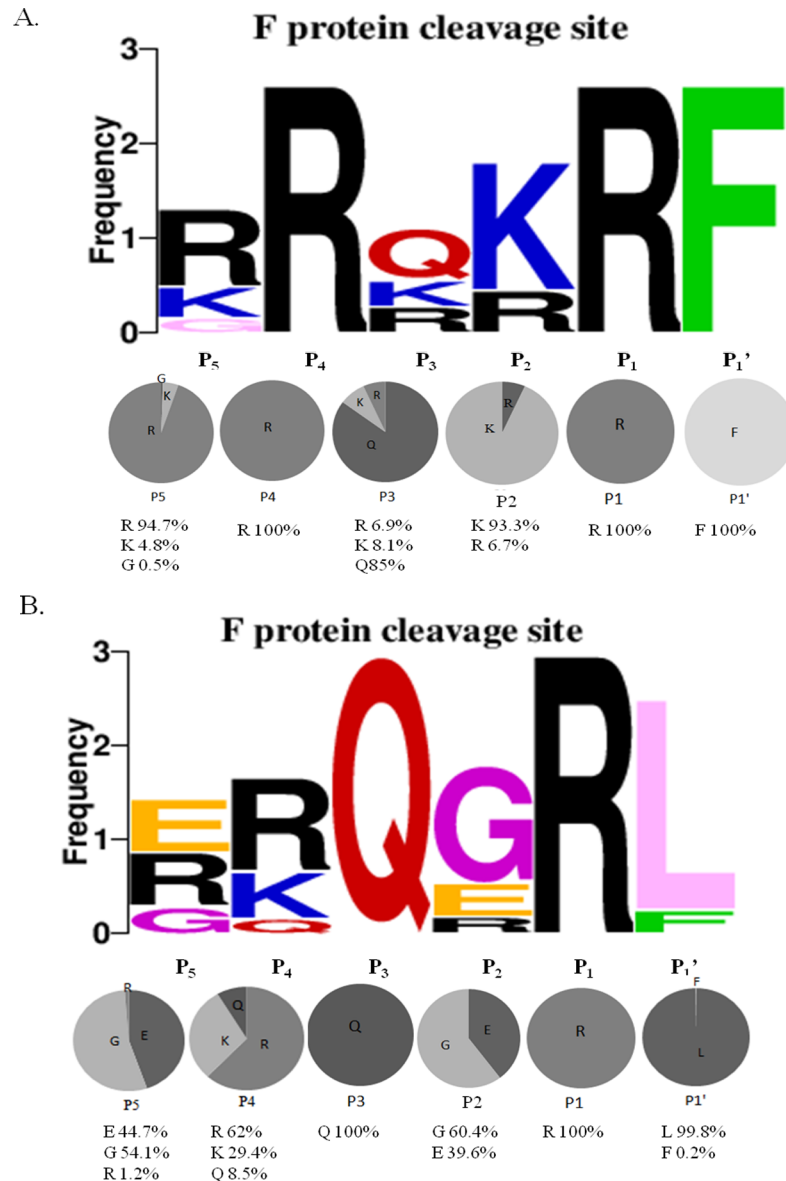 A.
F protein cleavage site
3
2
1
0
Frequency
R K G R Q K R K R R F
P5 P4 P3 P2 P1 P1’
G K R R K R Q R K R F
P5 P4 P3 P2 P1 P1'
R 94.7% R 100% R 6.9% K 93.3% R 100% F 100%
K 4.8% K 8.1% R 6.7%
G 0.5% Q85%
B.
F protein cleavage site
3
2
1
0
Frequency
E R G R K Q Q G E R R L F
P5 P4 P3 P2 P1 P1’
R G E Q K R Q G E R F L
P5 P4 P3 P2 P1 P1'
E 44.7% R 62% Q 100% G 60.4% R 100% L 99.8%
G 54.1% K 29.4% E 39.6% F 0.2%
R 1.2% Q 8.5%